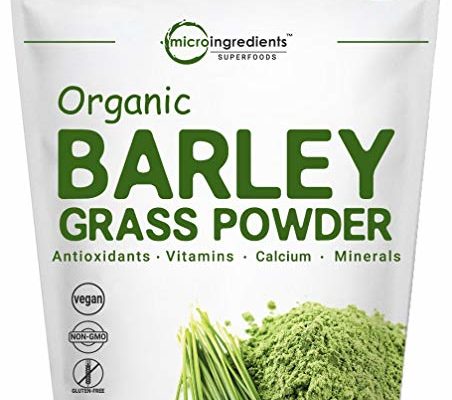 microingredients™
SUPERFOODS
Organic
BARLEY
GRASS POWDER
Antioxidants · Vitamins · Calcium · Minerals
vegan
NON-GMO
GLUTEN-FREE